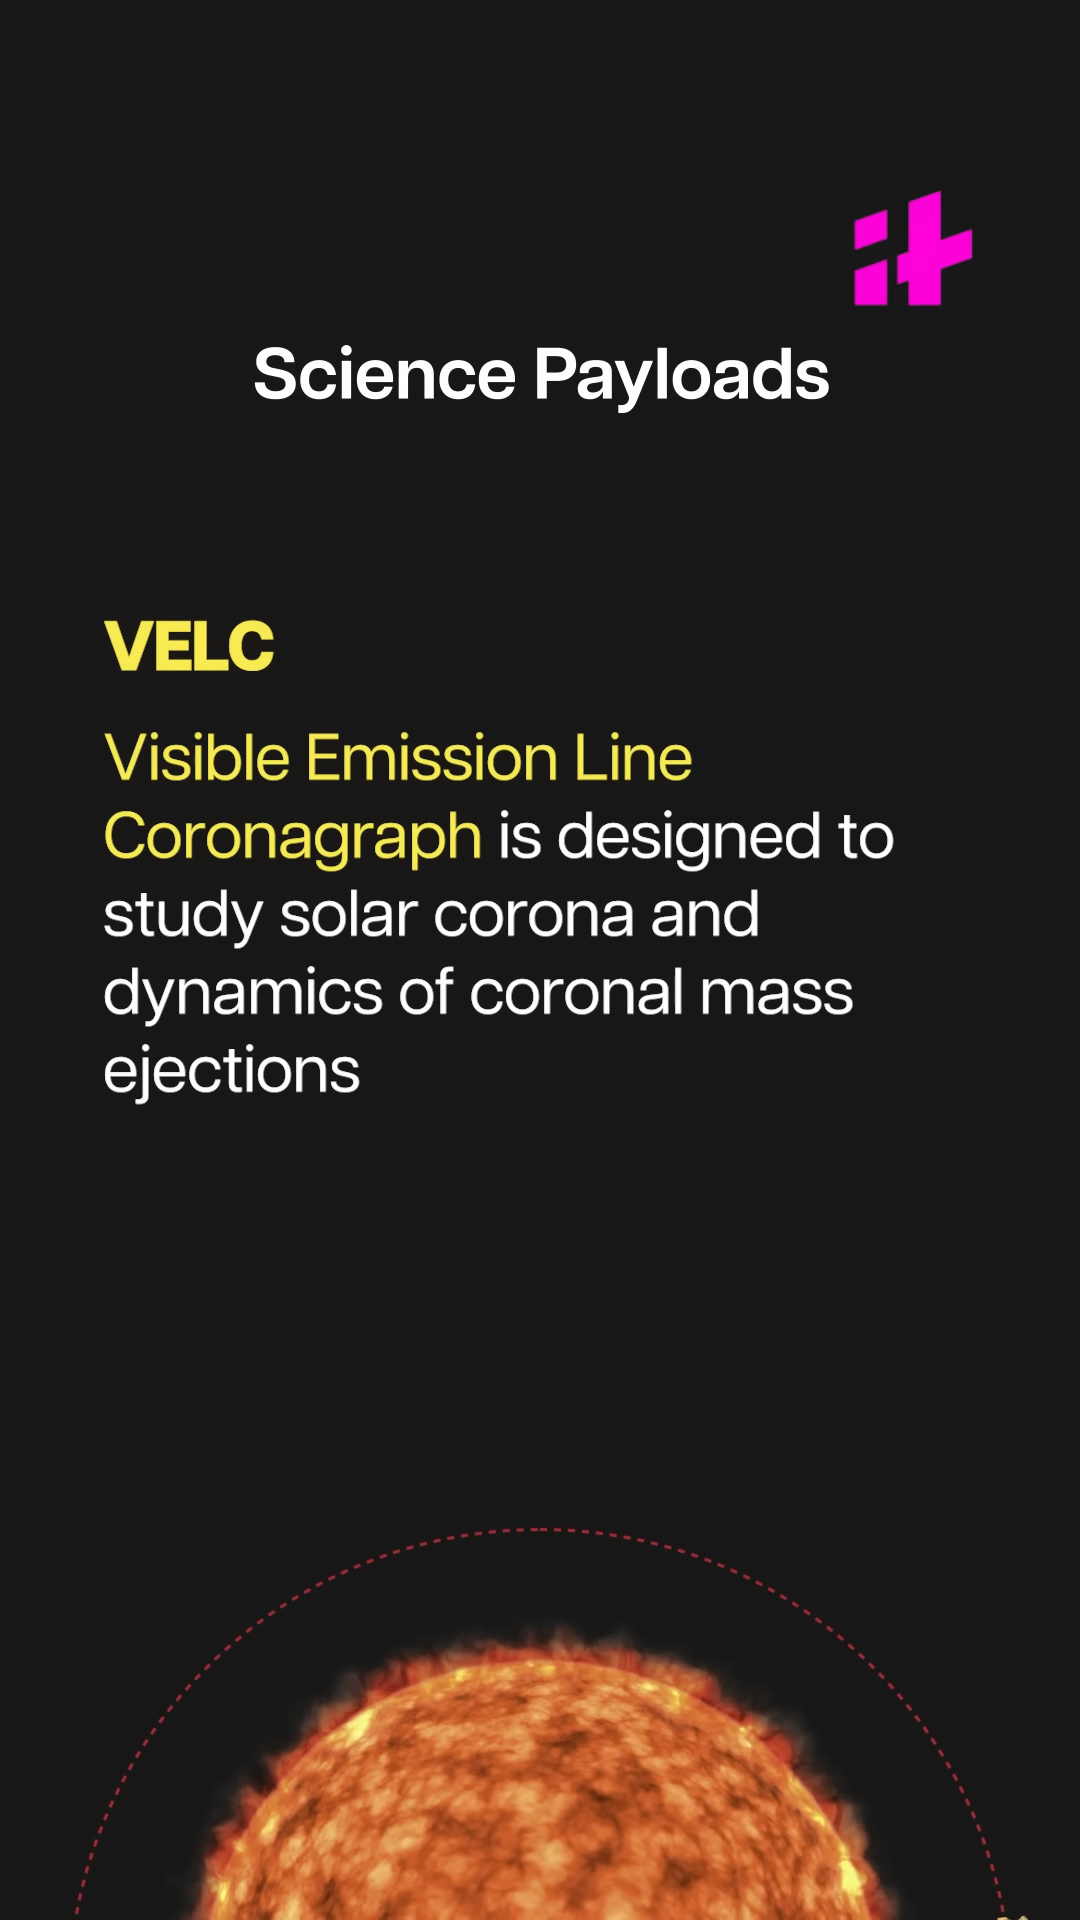 it
Science Payloads
VELC
Visible Emission Line
Coronagraph is designed to
study solar corona and
dynamics of coronal mass
ejections